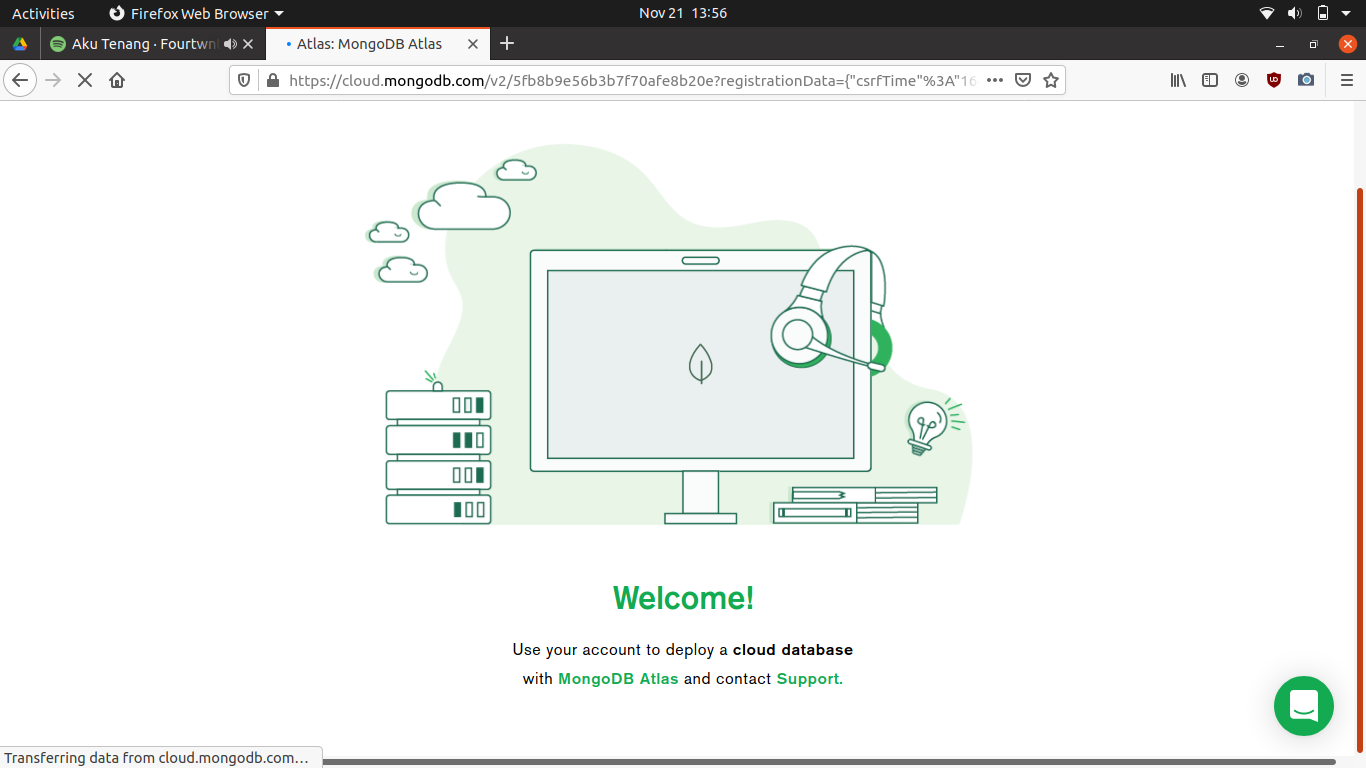 Activities
Firefox Web Browser
Nov 21 13:56
Aku Tenang · Fourtwn
Atlas: MongoDB Atlas
https://cloud.mongodb.com/v2/5fb8b9e56b3b7f70afe8b20e?registrationData={"csrfTime"%3A"16
Welcome!
Use your account to deploy a cloud database
with MongoDB Atlas and contact Support.
Transferring data from cloud.mongodb.com…